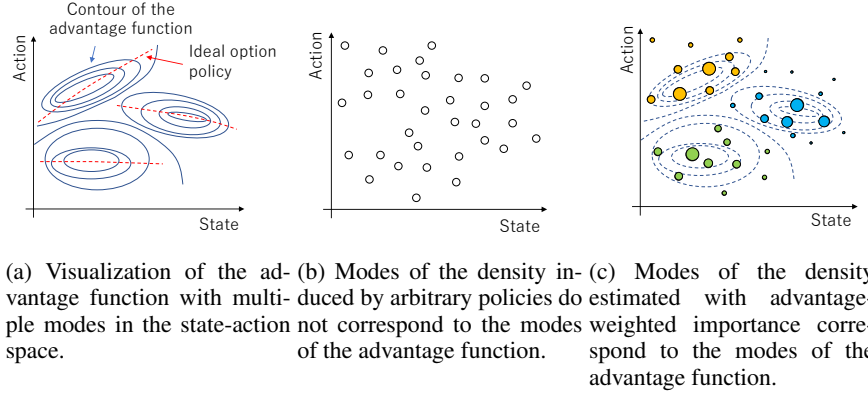 Contour of the
advantage function
Ideal option
policy
Action
State
Action
State
Action
State
(a) Visualization of the ad-
vantage function with multi-
ple modes in the state-action
space.
(b) Modes of the density in-
duced by arbitrary policies do
not correspond to the modes
of the advantage function.
(c) Modes of the density
estimated with advantage-
weighted importance corre-
spond to the modes of the
advantage function.